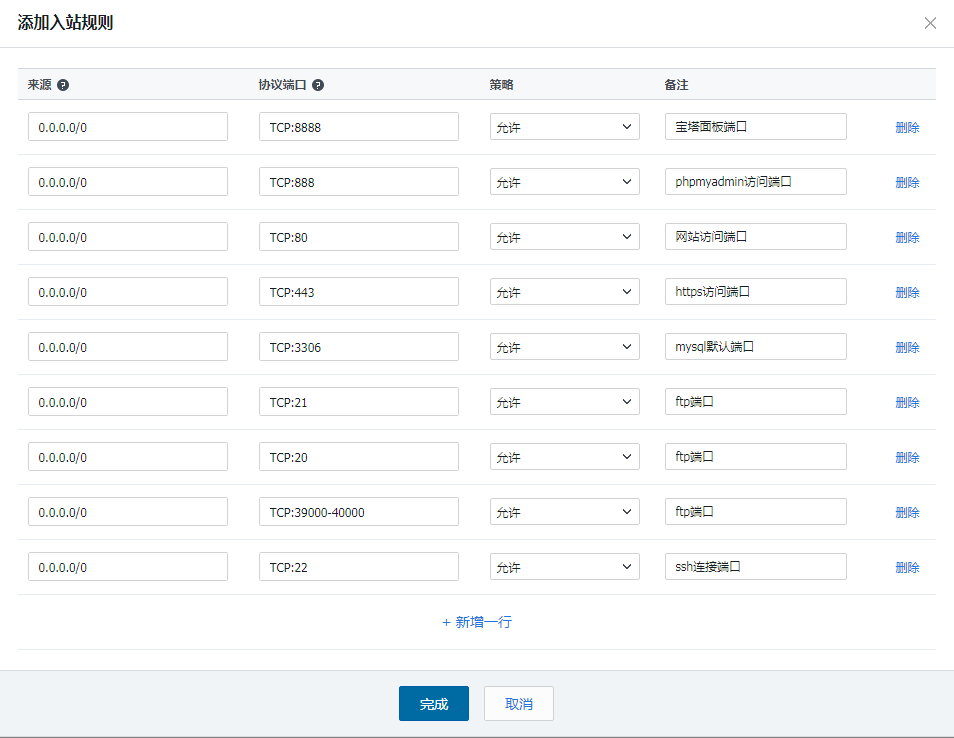 添加入站规则
来源 协议端口 策略 备注
0.0.0.0/0 TCP:8888 允许 宝塔面板端口 删除
0.0.0.0/0 TCP:888 允许 phpmyadmin访问端口 删除
0.0.0.0/0 TCP:80 允许 网站访问端口 删除
0.0.0.0/0 TCP:443 允许 https访问端口 删除
0.0.0.0/0 TCP:3306 允许 mysql默认端口 删除
0.0.0.0/0 TCP:21 允许 ftp端口 删除
0.0.0.0/0 TCP:20 允许 ftp端口 删除
0.0.0.0/0 TCP:39000-40000 允许 ftp端口 删除
0.0.0.0/0 TCP:22 允许 ssh连接端口 删除
+ 新增一行
完成 取消